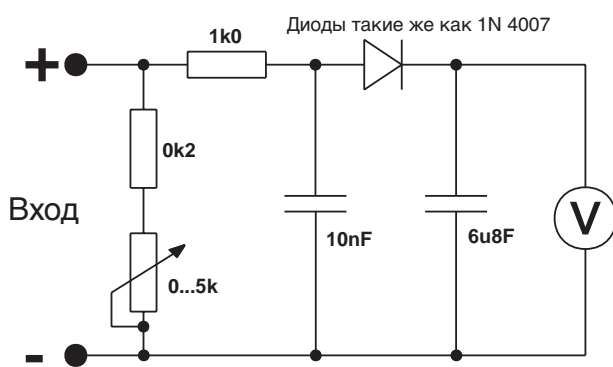 Диоды такие же как 1N 4007
1k0
+
0k2
Вход
10nF
6u8F
V
0...5k
-